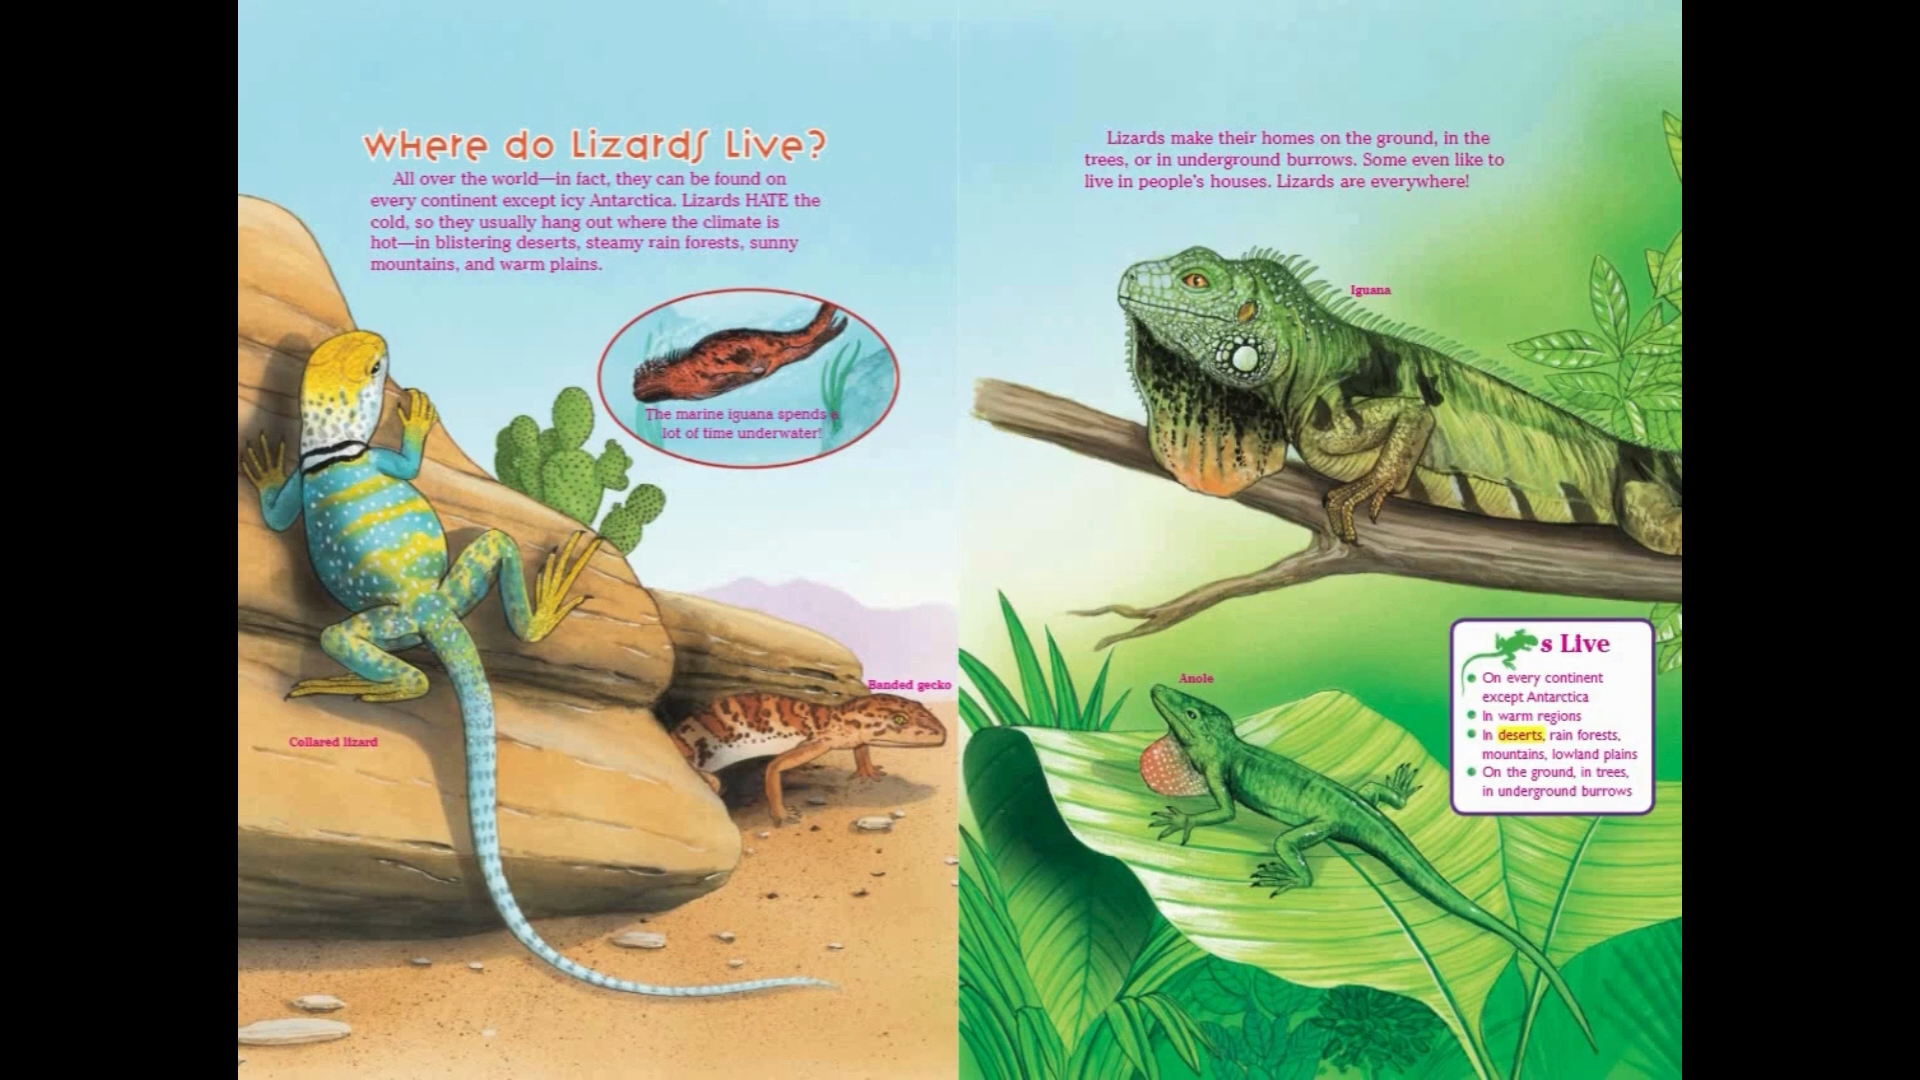 Where do Lizards Live?
All over the world—in fact, they can be found on
every continent except icy Antarctica. Lizards HATE the
cold, so they usually hang out where the climate is
hot—in blistering deserts, steamy rain forests, sunny
mountains, and warm plains.
The marine iguana spends a
lot of time underwater!
Collared lizard
Banded gecko
Lizards make their homes on the ground, in the
trees, or in underground burrows. Some even like to
live in people's houses. Lizards are everywhere!
Iguana
Anole
s Live
On every continent
except Antarctica
In warm regions
In deserts, rain forests,
mountains, lowland plains
On the ground, in trees,
in underground burrows